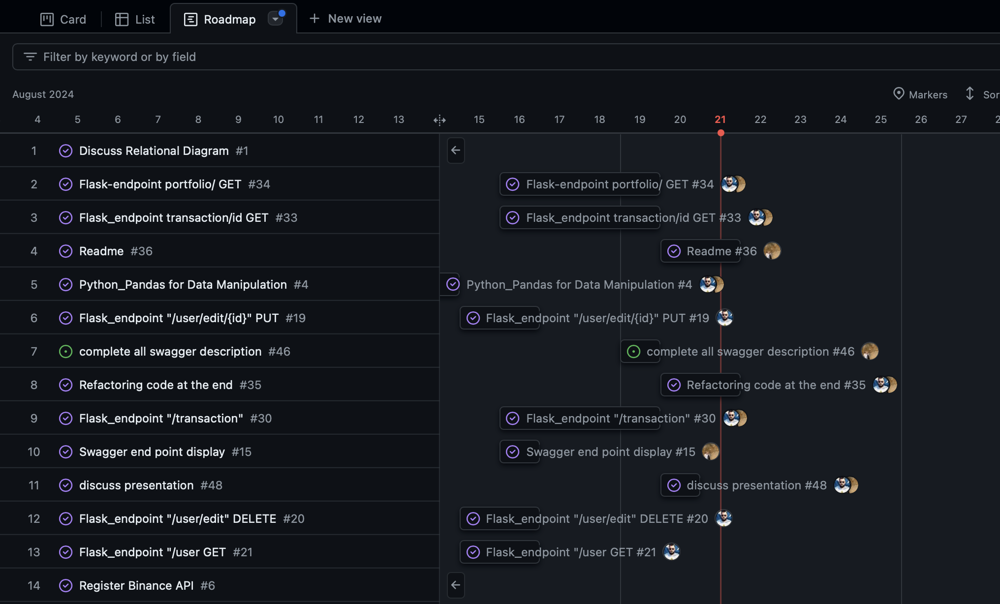 Card List Roadmap + New view
Filter by keyword or by field
August 2024 Markers Sor
4 5 6 7 8 9 10 11 12 13 15 16 17 18 19 20 21 22 23 24 25 26 27 2
1 Discuss Relational Diagram #1
2 Flask-endpoint portfolio/ GET #34 Flask-endpoint portfolio/ GET #34
3 Flask_endpoint transaction/id GET #33 Flask_endpoint transaction/id GET #33
4 Readme #36 Readme #36
5 Python_Pandas for Data Manipulation #4 Python_Pandas for Data Manipulation #4
6 Flask_endpoint "/user/edit/{id}" PUT #19 Flask_endpoint "/user/edit/{id}" PUT #19
7 complete all swagger description #46 complete all swagger description #46
8 Refactoring code at the end #35 Refactoring code at the end #35
9 Flask_endpoint "/transaction" #30 Flask_endpoint "/transaction" #30
10 Swagger end point display #15 Swagger end point display #15
11 discuss presentation #48 discuss presentation #48
12 Flask_endpoint "/user/edit" DELETE #20 Flask_endpoint "/user/edit" DELETE #20
13 Flask_endpoint "/user GET #21 Flask_endpoint "/user GET #21
14 Register Binance API #6